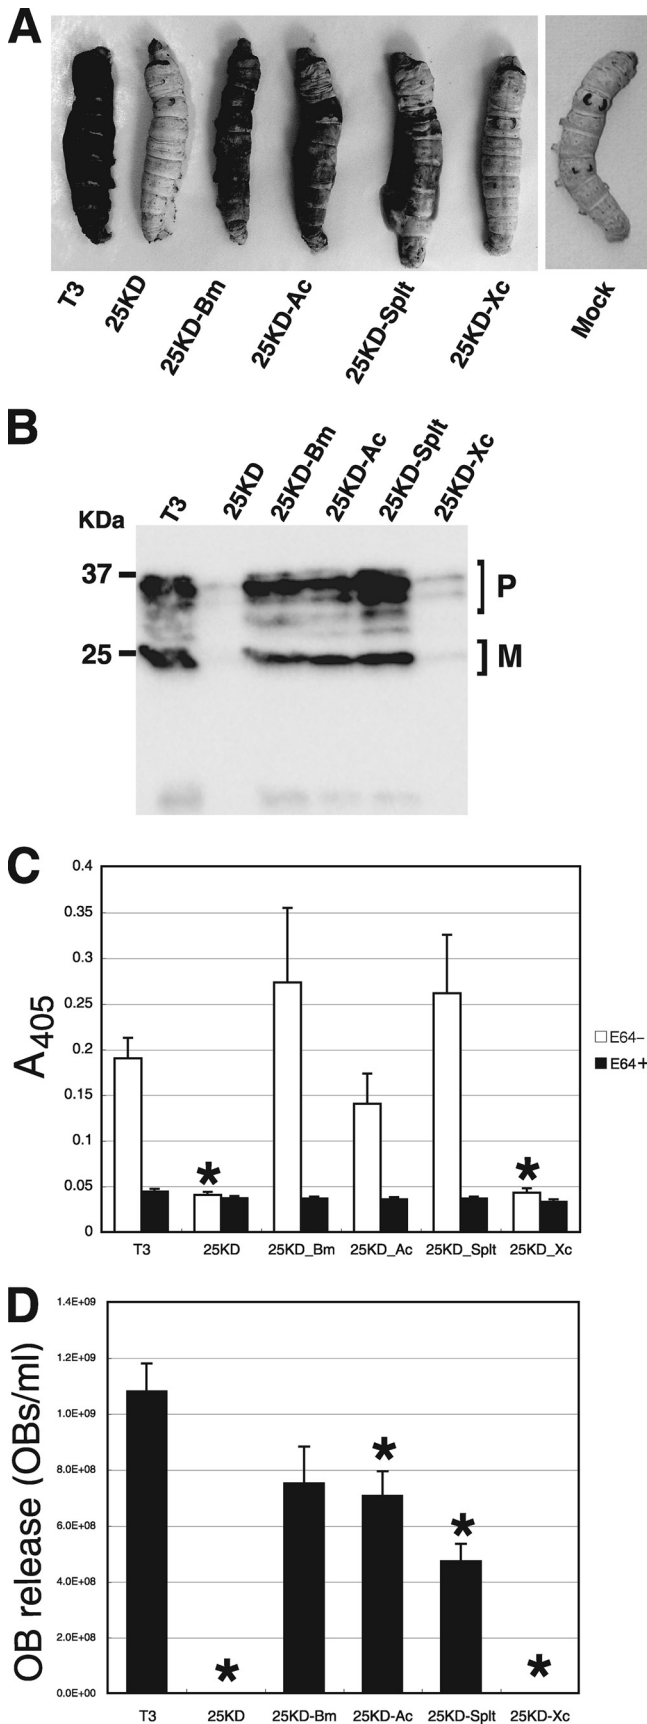 A
T3
25KD
25KD-Bm
25KD-Ac
25KD-Splt
25KD-Xc
Mock
B
KDa
T3
25KD
25KD-Bm
25KD-Ac
25KD-Splt
25KD-Xc
37
P
25
M
C
A405
0.4
0.35
0.3
0.25
0.2
0.15
0.1
0.05
0
*
*
E64−
E64+
T3
25KD
25KD_Bm
25KD_Ac
25KD_Splt
25KD_Xc
D
OB release (OBs/ml)
1.4E+09
1.2E+09
1.0E+09
8.0E+08
6.0E+08
4.0E+08
2.0E+08
0.0E+00
*
*
*
*
T3
25KD
25KD-Bm
25KD-Ac
25KD-Splt
25KD-Xc